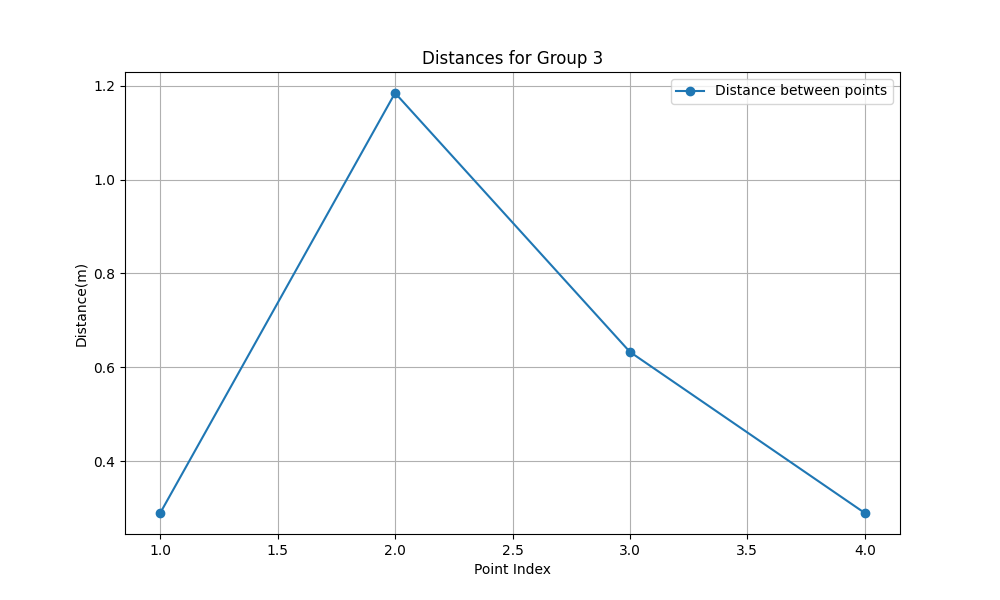 Distances for Group 3
Distance between points
Distance(m)
1.2
1.0
0.8
0.6
0.4
1.0 1.5 2.0 2.5 3.0 3.5 4.0
Point Index